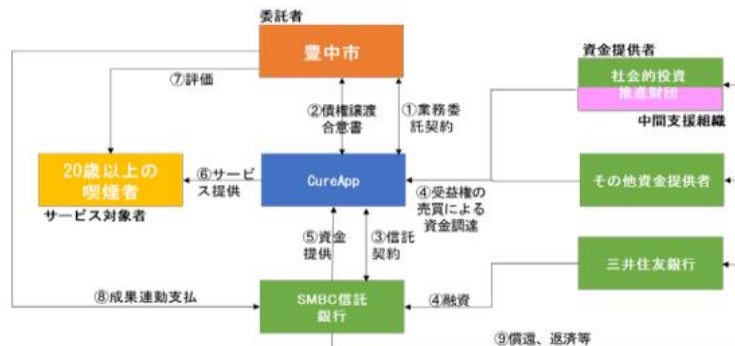 委託者
豊中市
資金提供者
社会的投資
推進財団
中間支援組織
⑦評価
②債権譲渡
合意書
①業務委
託契約
20歳以上の
喫煙者
サービス対象者
⑥サービ
ス提供
CureApp
④受益権の
売買による
資金調達
その他資金提供者
⑤資金
提供
③信託
契約
三井住友銀行
⑧成果連動支払
SMBC信託
銀行
④融資
⑨償還、返済等